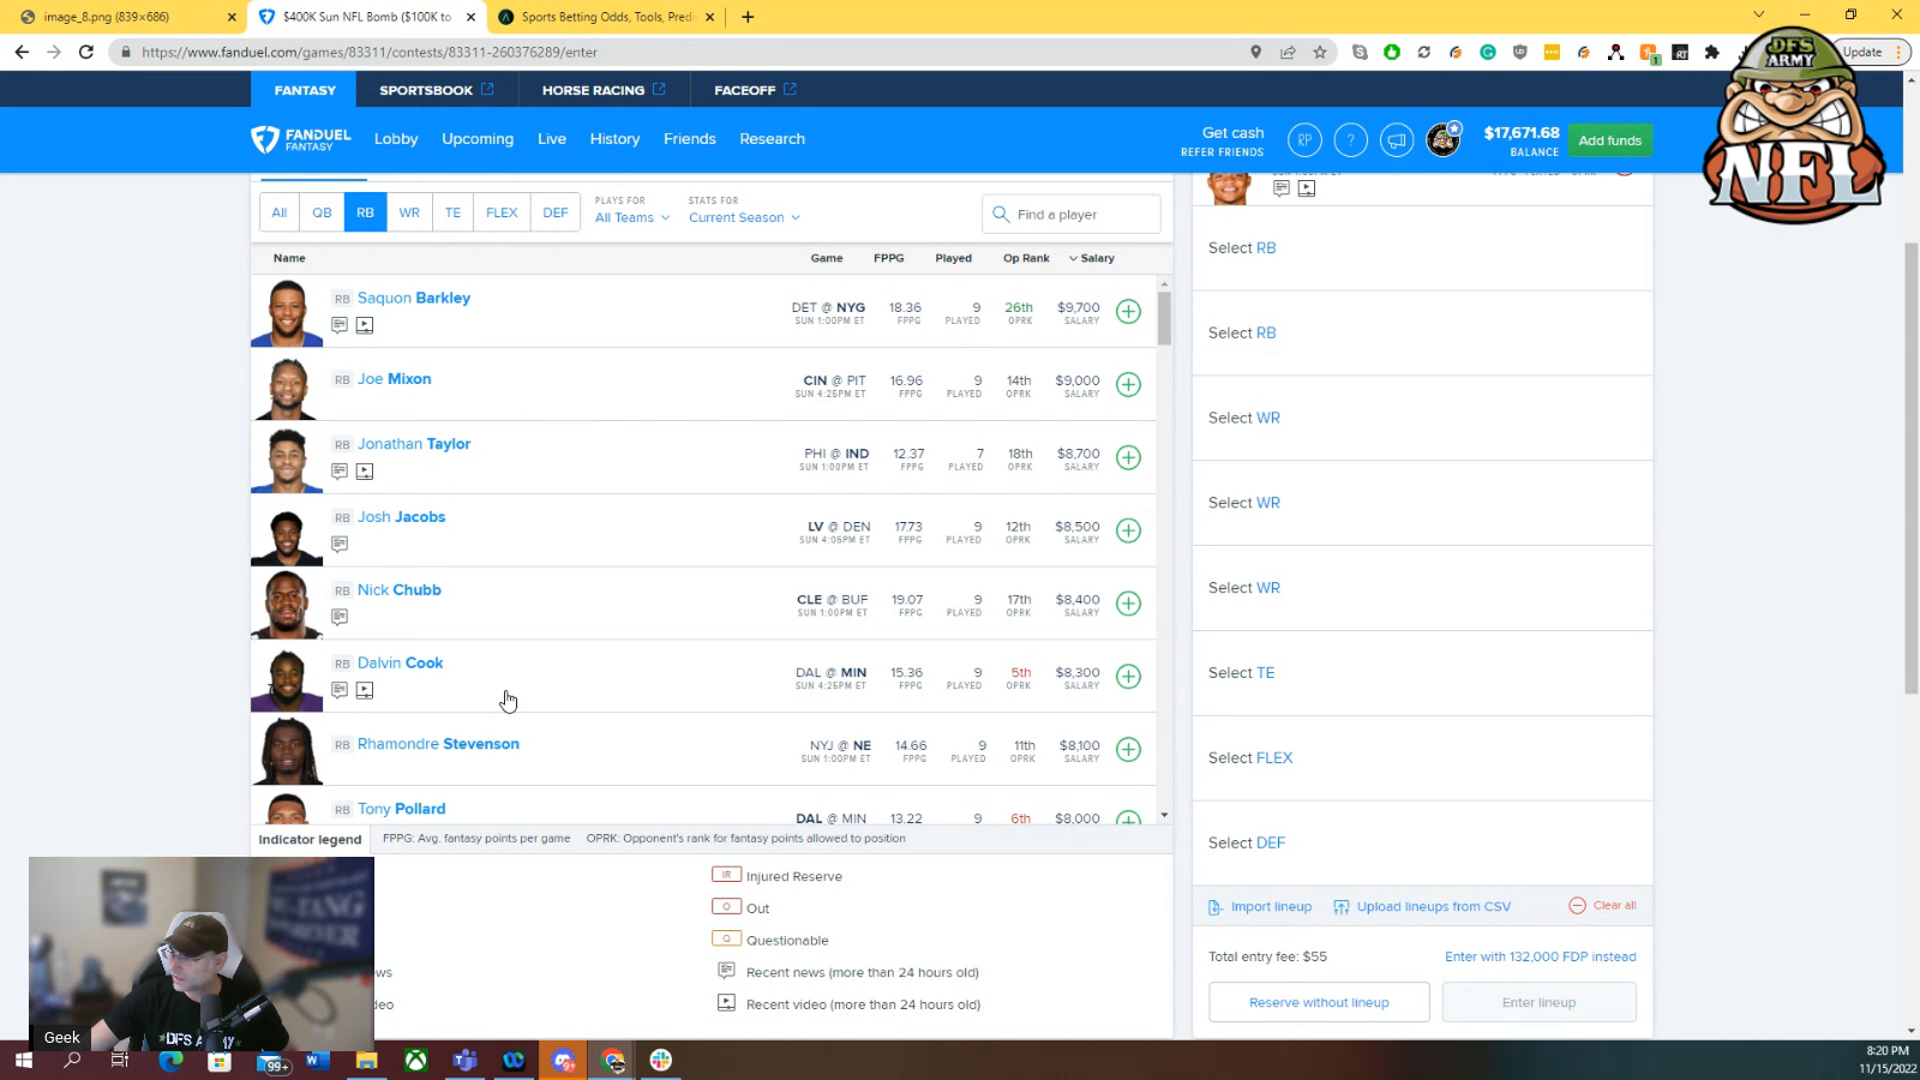 image_8.png (839×686)
$400K Sun NFL Bomb ($100K to
Sports Betting Odds, Tools, Predi
https://www.fanduel.com/games/83311/contests/83311-260376289/enter
Update
DFS
ARMY
NFL
FANTASY
SPORTSBOOK
HORSE RACING
FACEOFF
FANDUEL
FANTASY
Lobby
Upcoming
Live
History
Friends
Research
Get cash
REFER FRIENDS
RP
?
$17,671.68
BALANCE
Add funds
All
QB
RB
WR
TE
FLEX
DEF
PLAYS FOR
All Teams
STATS FOR
Current Season
Find a player
Name
Game
FPPG
Played
Op Rank
Salary
RB Saquon Barkley
DET @ NYG 18.36 9 26th $9,700
SUN 1:00PM ET FPPG PLAYED OPRK SALARY
RB Joe Mixon
CIN @ PIT 16.96 9 14th $9,000
SUN 4:25PM ET FPPG PLAYED OPRK SALARY
RB Jonathan Taylor
PHI @ IND 12.37 7 18th $8,700
SUN 1:00PM ET FPPG PLAYED OPRK SALARY
RB Josh Jacobs
LV @ DEN 17.73 9 12th $8,500
SUN 4:05PM ET FPPG PLAYED OPRK SALARY
RB Nick Chubb
CLE @ BUF 19.07 9 17th $8,400
SUN 1:00PM ET FPPG PLAYED OPRK SALARY
RB Dalvin Cook
DAL @ MIN 15.36 9 5th $8,300
SUN 4:25PM ET FPPG PLAYED OPRK SALARY
RB Rhamondre Stevenson
NYJ @ NE 14.66 9 11th $8,100
SUN 1:00PM ET FPPG PLAYED OPRK SALARY
RB Tony Pollard
DAL @ MIN 13.22 9 6th $8,000
Indicator legend
FPPG: Avg. fantasy points per game
OPRK: Opponent's rank for fantasy points allowed to position
IR Injured Reserve
O Out
Q Questionable
Recent news (more than 24 hours old)
Recent video (more than 24 hours old)
ws
deo
Select RB
Select RB
Select WR
Select WR
Select WR
Select TE
Select FLEX
Select DEF
Import lineup
Upload lineups from CSV
Clear all
Total entry fee: $55
Enter with 132,000 FDP instead
Reserve without lineup
Enter lineup
Geek
99+
8:20 PM
11/15/2022